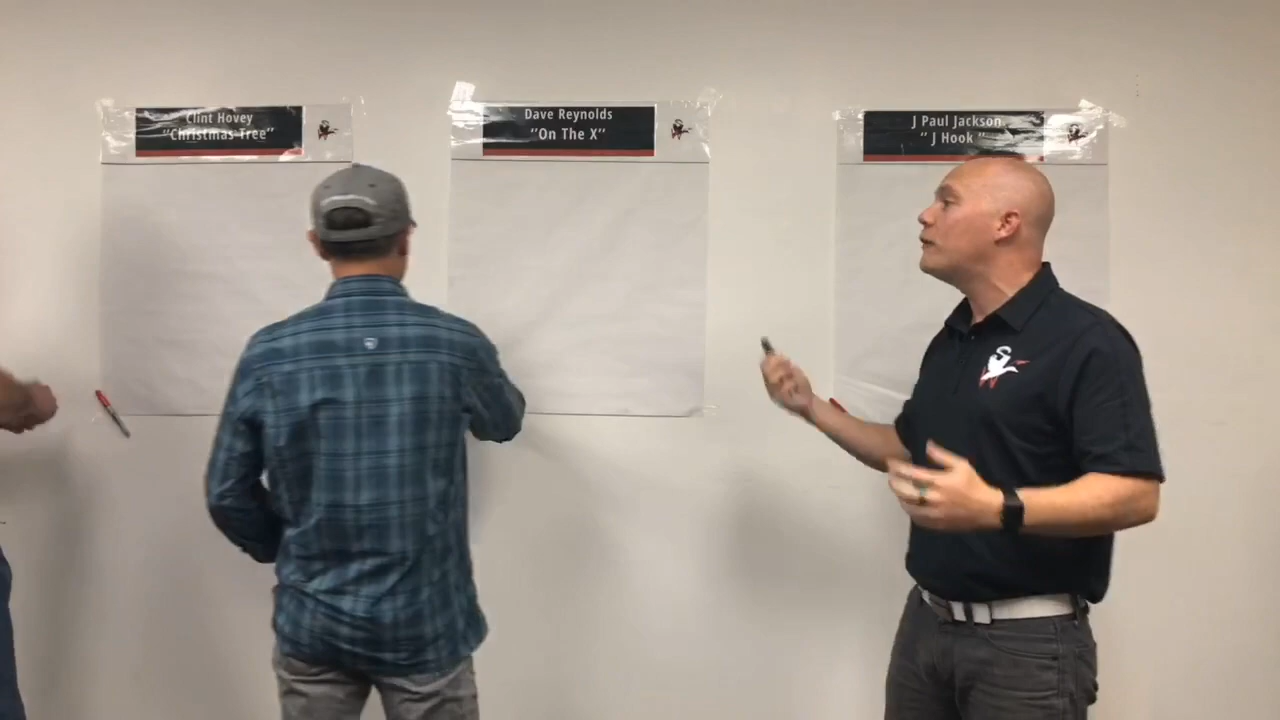 Clint Hovey
"Christmas Tree"
Dave Reynolds
"On The X"
J Paul Jackson
" J Hook "